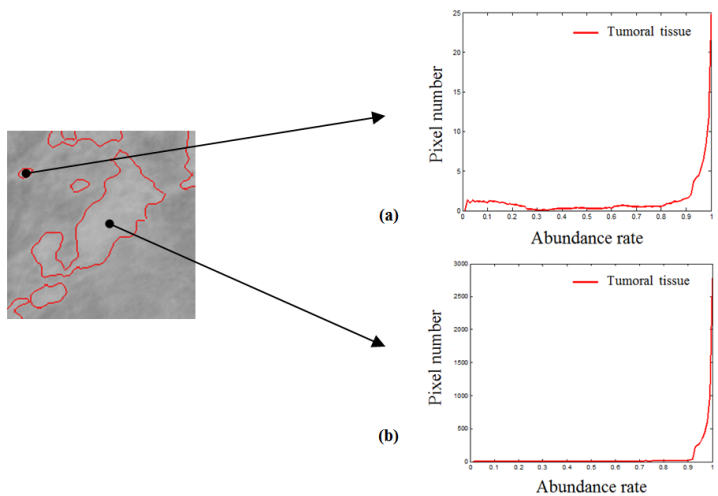 25
20
15
10
5
0
Pixel number
Tumoral tissue
0 0.1 0.2 0.3 0.4 0.5 0.6 0.7 0.8 0.9 1
Abundance rate
(a)
3000
2500
2000
1500
1000
500
0
Pixel number
Tumoral tissue
0 0.1 0.2 0.3 0.4 0.5 0.6 0.7 0.8 0.9 1
Abundance rate
(b)